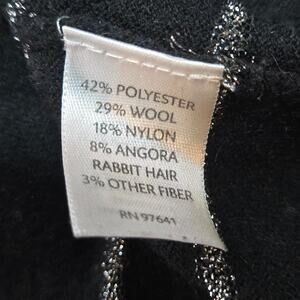 42% POLYESTER
29% WOOL
18% NYLON
8% ANGORA
RABBIT HAIR
3% OTHER FIBER
RN 97641